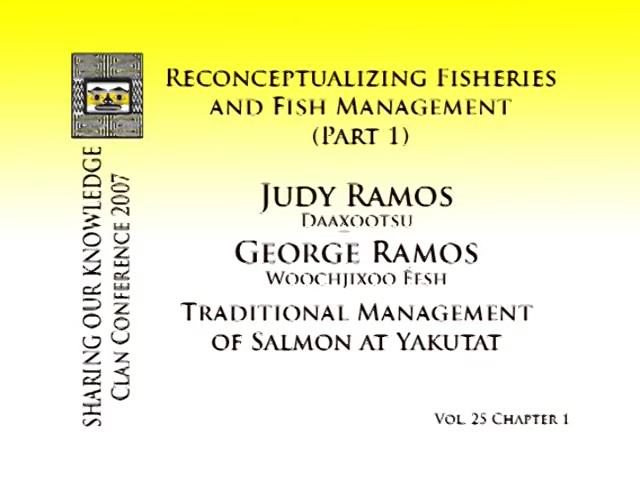 RECONCEPTUALIZING FISHERIES
AND FISH MANAGEMENT
(PART 1)
JUDY RAMOS
DAAXOOTSU
GEORGE RAMOS
WOOCHJIXOO EESH
TRADITIONAL MANAGEMENT
OF SALMON AT YAKUTAT
SHARING OUR KNOWLEDGE
CLAN CONFERENCE 2007
VOL. 25 CHAPTER 1